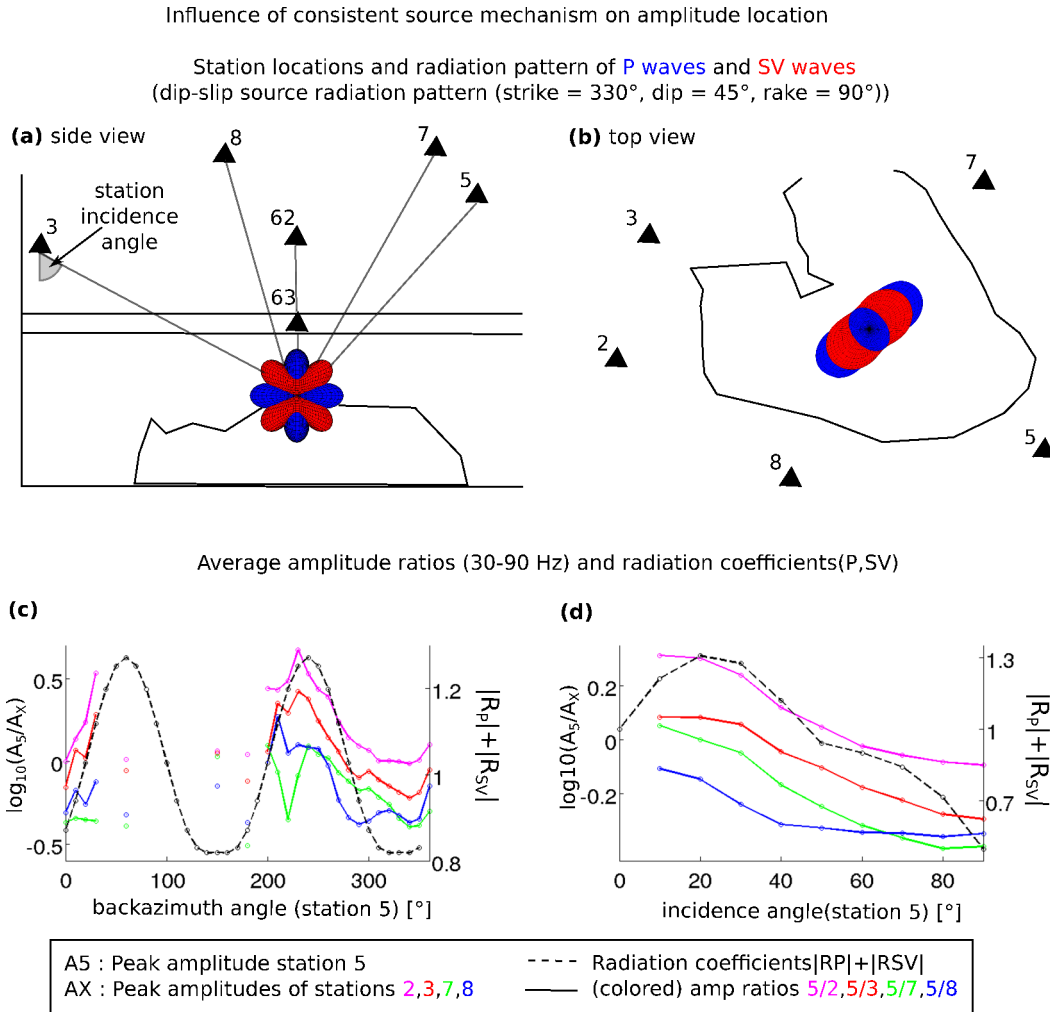 Influence of consistent source mechanism on amplitude location
Station locations and radiation pattern of P waves and SV waves
(dip-slip source radiation pattern (strike = 330°, dip = 45°, rake = 90°))
(a) side view
8
7
5
station
incidence
angle
3
62
63
(b) top view
7
3
2
8
5
Average amplitude ratios (30-90 Hz) and radiation coefficients(P,SV)
(c)
log10(A5/AX)
0.5
0
-0.5
1.2
1
0.8
|RP|+|RSV|
0
100
200
300
backazimuth angle (station 5) [°]
(d)
log10(A5/AX)
0.2
0
-0.2
1.3
1
0.7
|RP|+|RSV|
0
20
40
60
80
incidence angle(station 5) [°]
A5 : Peak amplitude station 5
AX : Peak amplitudes of stations 2,3,7,8
Radiation coefficients|RP|+|RSV|
(colored) amp ratios 5/2,5/3,5/7,5/8